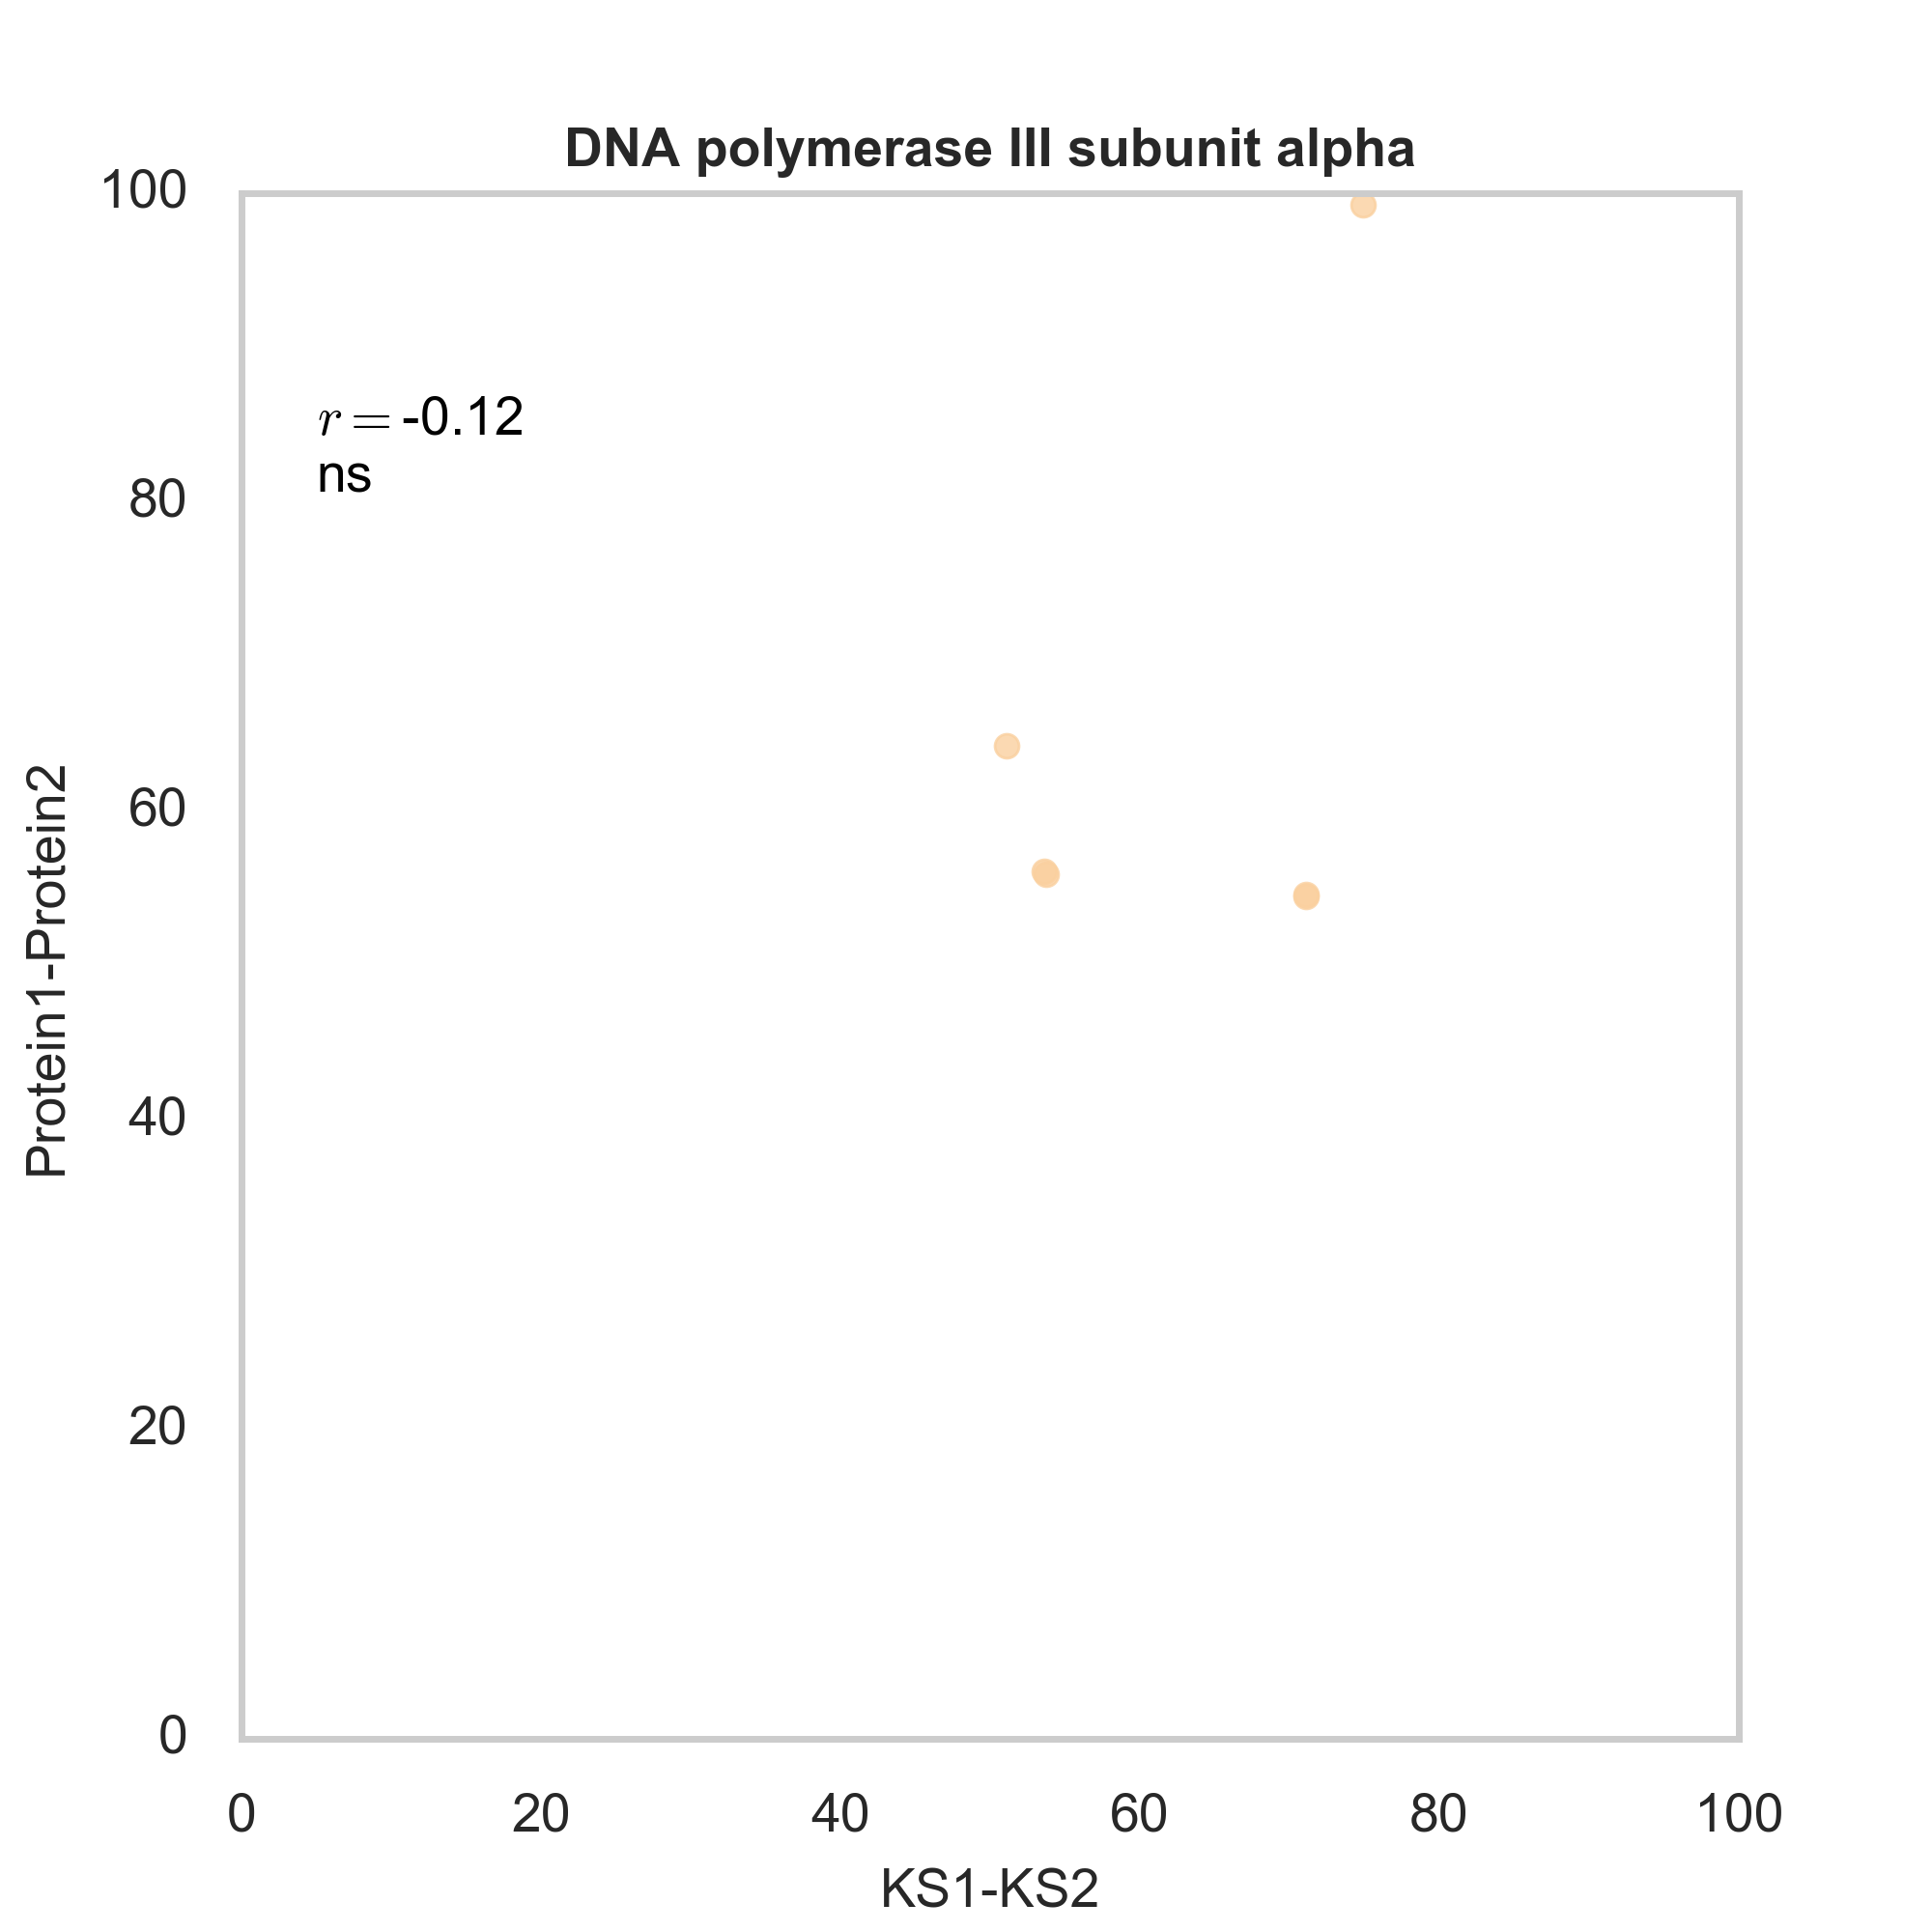 DNA polymerase III subunit alpha
100
r = -0.12
ns
80
60
40
20
0
Protein1-Protein2
0 20 40 60 80 100
KS1-KS2